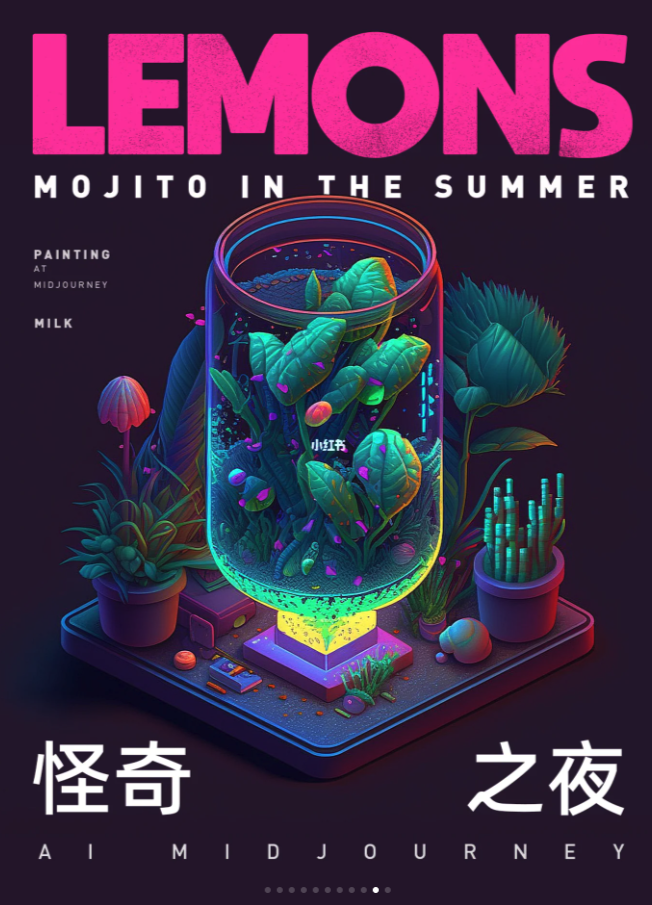 LEMONS
MOJITO IN THE SUMMER
PAINTING
AT
MIDJOURNEY
MILK
小红书
怪奇 之夜
AI MIDJOURNEY